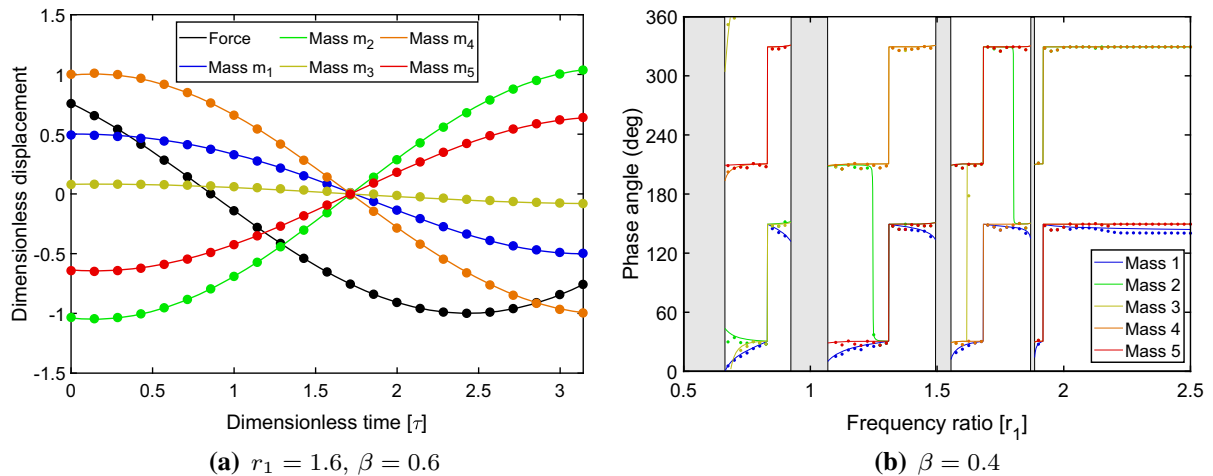 1.5
1
0.5
0
-0.5
-1
-1.5
0 0.5 1 1.5 2 2.5 3
Dimensionless displacement
Dimensionless time [τ]
Force Mass m2 Mass m4
Mass m1 Mass m3 Mass m5
(a) r1 = 1.6, β = 0.6
360
300
240
180
120
60
0
0.5 1 1.5 2 2.5
Phase angle (deg)
Frequency ratio [r1]
Mass 1
Mass 2
Mass 3
Mass 4
Mass 5
(b) β = 0.4